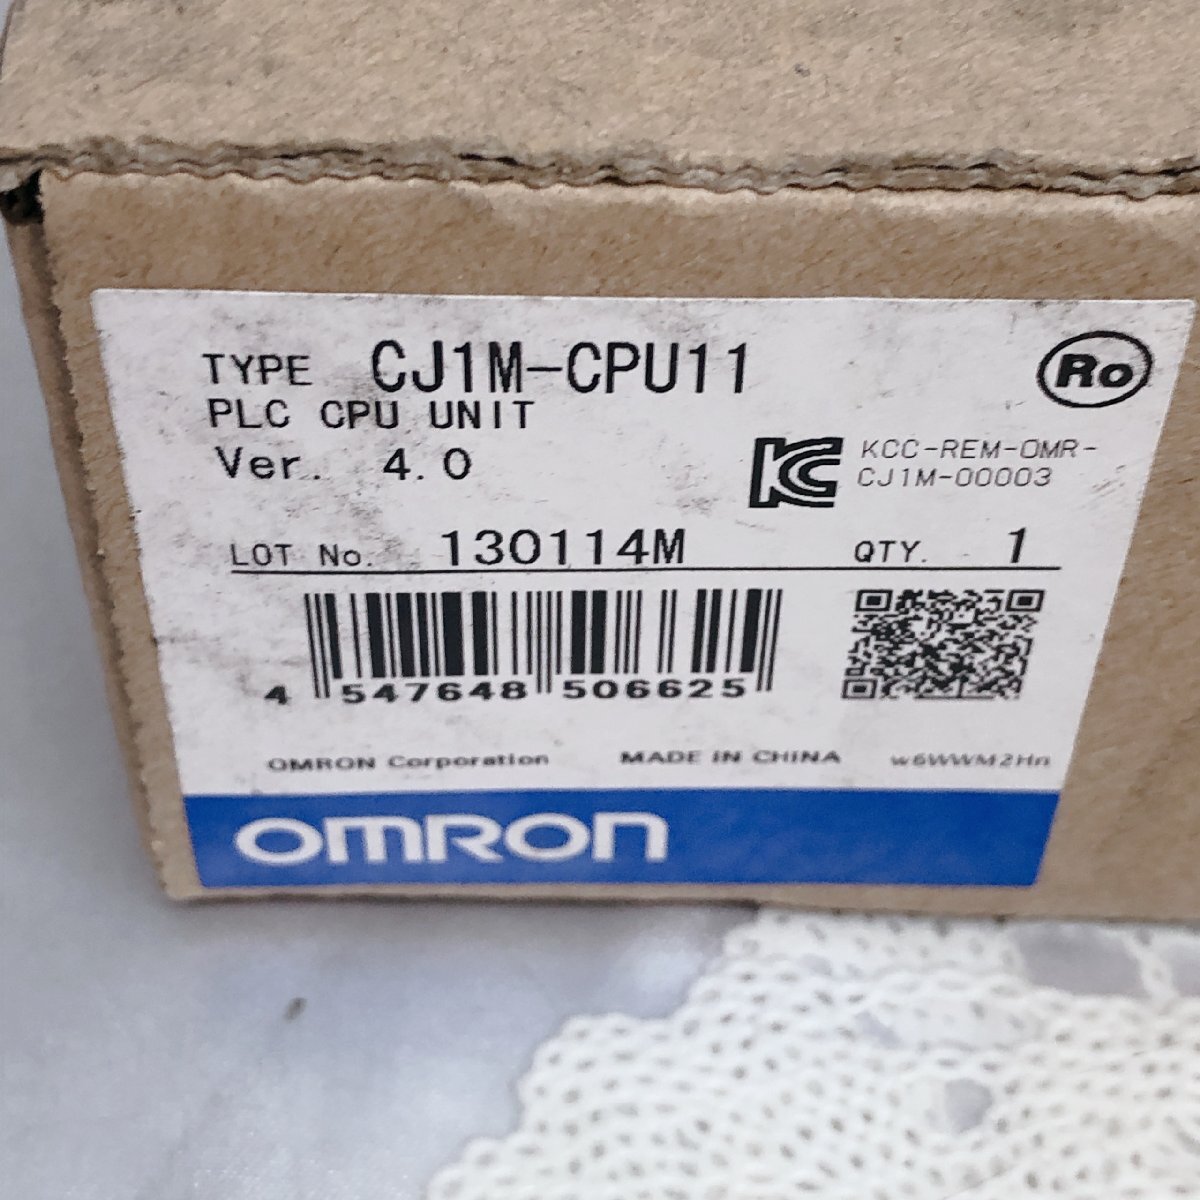 TYPE CJ1M-CPU11
Ro
PLC CPU UNIT
Ver. 4.0
KC KCC-REM-OMR-
CJ1M-00003
LOT No. 130114M QTY. 1
4 547648 506625
OMRON Corporation MADE IN CHINA w6WWM2Hn
OMRON